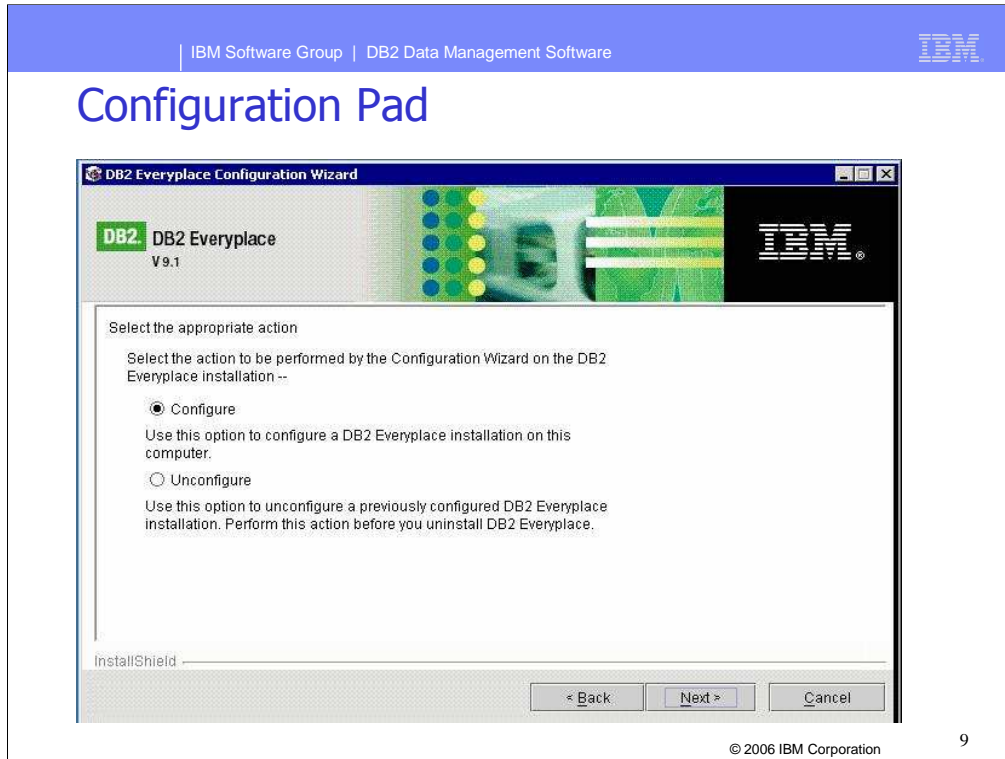 IBM Software Group | DB2 Data Management Software
IBM.
Configuration Pad
DB2 Everyplace Configuration Wizard
DB2. DB2 Everyplace
V 9.1
IBM®
Select the appropriate action
Select the action to be performed by the Configuration Wizard on the DB2
Everyplace installation --
Configure
Use this option to configure a DB2 Everyplace installation on this
computer.
Unconfigure
Use this option to unconfigure a previously configured DB2 Everyplace
installation. Perform this action before you uninstall DB2 Everyplace.
InstallShield
< Back Next > Cancel
© 2006 IBM Corporation 9